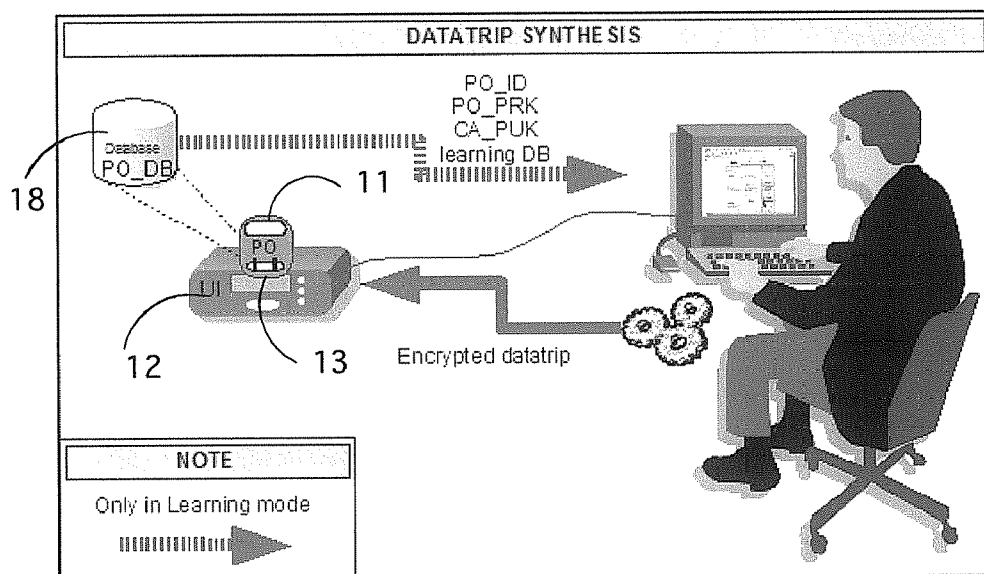 DATATRIP SYNTHESIS
PO_ID
PO_PRK
CA_PUK
learning DB
Database
PO_DB
18
11
PO
UI
12
13
Encrypted datatrip
NOTE
Only in Learning mode